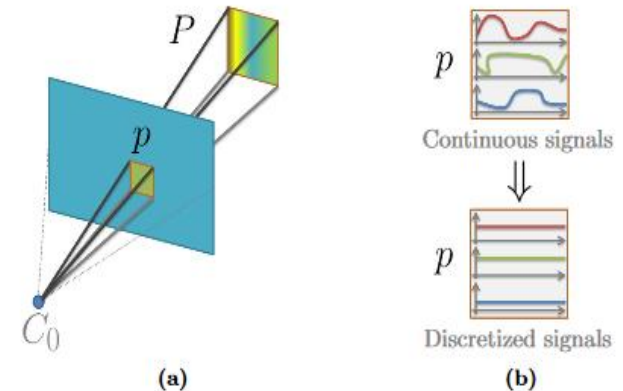 P
p
C₀
(a)
p
Continuous signals
⇓
p
Discretized signals
(b)